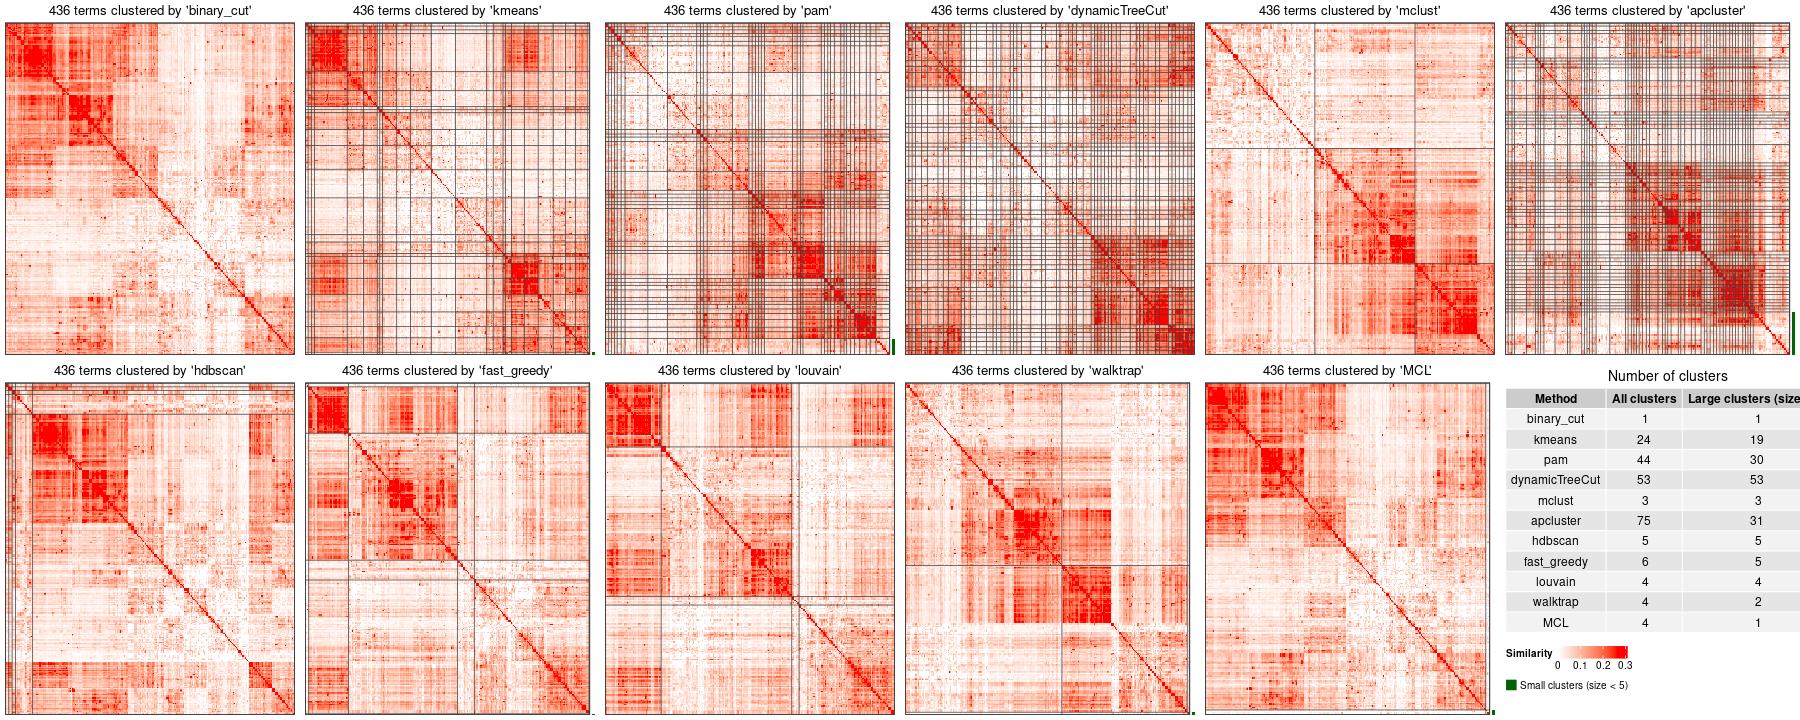 436 terms clustered by 'binary_cut'
436 terms clustered by 'kmeans'
436 terms clustered by 'pam'
436 terms clustered by 'dynamicTreeCut'
436 terms clustered by 'mclust'
436 terms clustered by 'apcluster'
436 terms clustered by 'hdbscan'
436 terms clustered by 'fast_greedy'
436 terms clustered by 'louvain'
436 terms clustered by 'walktrap'
436 terms clustered by 'MCL'
Number of clusters
Method All clusters Large clusters (size
binary_cut 1 1
kmeans 24 19
pam 44 30
dynamicTreeCut 53 53
mclust 3 3
apcluster 75 31
hdbscan 5 5
fast_greedy 6 5
louvain 4 4
walktrap 4 2
MCL 4 1
Similarity
0 0.1 0.2 0.3
Small clusters (size < 5)